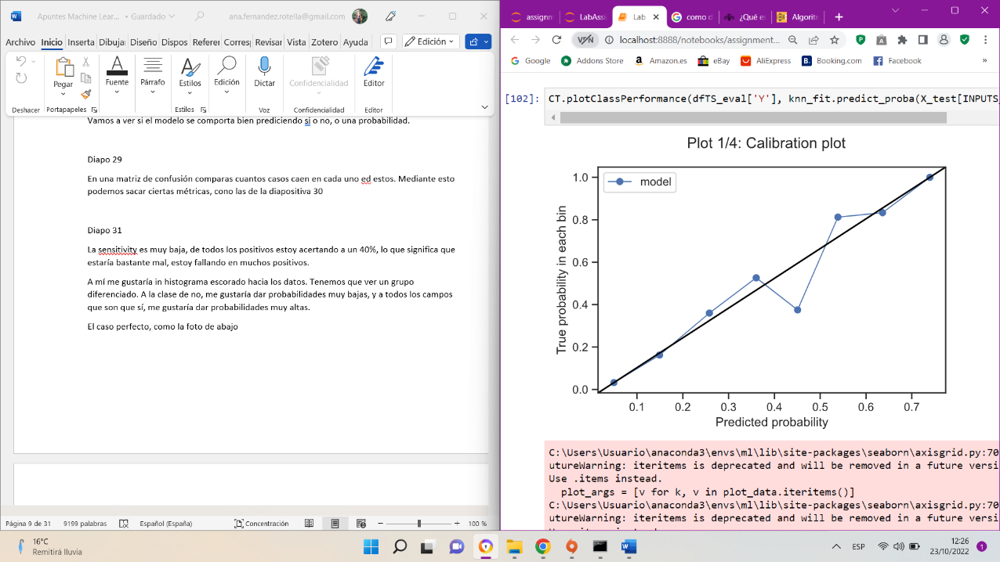 Apuntes Machine Lear... • Guardado
ana.fernandez.rotella@gmail.com
Archivo Inicio Inserta Dibuj Diseño Dispos Referen Corresp Revisar Vista Zotero Ayuda
Edición
Pegar
Fuente
Párrafo
Estilos
Edición
Dictar
Confidencialidad
Editor
Deshacer
Portapapeles
Estilos
Voz
Confidencialidad
Editor
Vamos a ver si el modelo se comporta bien prediciendo si o no, o una probabilidad.
Diapo 29
En una matriz de confusión comparas cuantos casos caen en cada uno ed estos. Mediante esto
podemos sacar ciertas métricas, cono las de la diapositiva 30
Diapo 31
La sensitivity es muy baja, de todos los positivos estoy acertando a un 40%, lo que significa que
estaría bastante mal, estoy fallando en muchos positivos.
A mí me gustaría in histograma escorado hacia los datos. Tenemos que ver un grupo
diferenciado. A la clase de no, me gustaría dar probabilidades muy bajas, y a todos los campos
que son que sí, me gustaría dar probabilidades muy altas.
El caso perfecto, como la foto de abajo
Página 9 de 31
9199 palabras
Español (España)
Concentración
100 %
assignm
LabAssi
Lab
como d
¿Qué es
Algorit
VPN
localhost:8888/notebooks/assignment...
Google
Addons Store
Amazon.es
eBay
AliExpress
Booking.com
Facebook
»
[102]:
CT.plotClassPerformance(dfTS_eval['Y'], knn_fit.predict_proba(X_test[INPUTS
Plot 1/4: Calibration plot
model
True probability in each bin
1.0
0.8
0.6
0.4
0.2
0.0
0.1 0.2 0.3 0.4 0.5 0.6 0.7
Predicted probability
C:\Users\Usuario\anaconda3\envs\ml\lib\site-packages\seaborn\axisgrid.py:70
utureWarning: iteritems is deprecated and will be removed in a future versi
Use .items instead.
plot_args = [v for k, v in plot_data.iteritems()]
C:\Users\Usuario\anaconda3\envs\ml\lib\site-packages\seaborn\axisgrid.py:70
utureWarning: iteritems is deprecated and will be removed in a future versi
16°C
Remitirá lluvia
ESP
12:26
23/10/2022
1